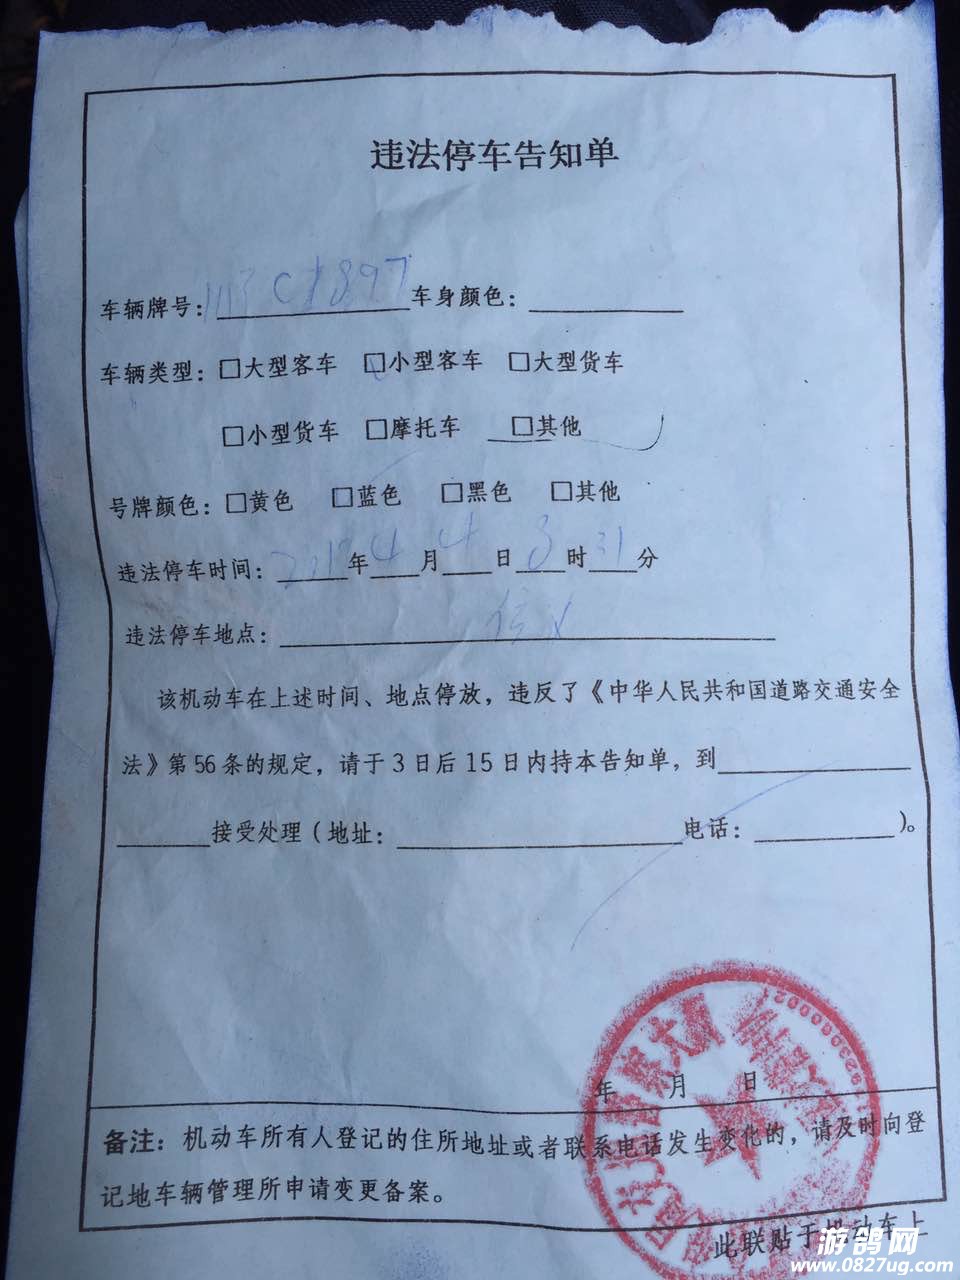 违法停车告知单
车辆牌号：1113 C1897 车身颜色：
车辆类型：□大型客车 □小型客车 □大型货车
□小型货车 □摩托车 □其他
号牌颜色：□黄色 □蓝色 □黑色 □其他
违法停车时间：年 4 月 4 日 8 时 31 分
违法停车地点：
该机动车在上述时间、地点停放，违反了《中华人民共和国道路交通安全
法》第56条的规定，请于3日后15日内持本告知单，到
接受处理（地址： 电话： ）。
年 月 日
备注：机动车所有人登记的住所地址或者联系电话发生变化的，请及时向登
记地车辆管理所申请变更备案。
此联贴于机动车上
游鸽网
www.0827ug.com